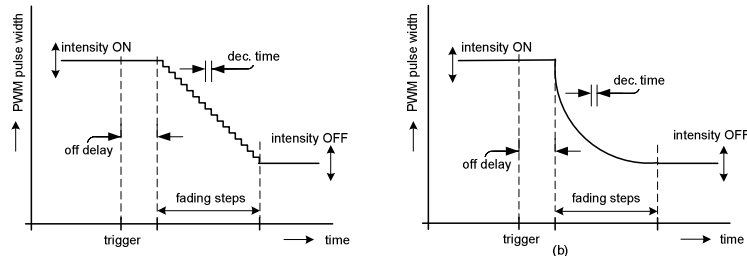 PWM pulse width
intensity ON
dec. time
off delay
intensity OFF
fading steps
trigger
time
PWM pulse width
intensity ON
dec. time
off delay
intensity OFF
fading steps
trigger
time
(b)